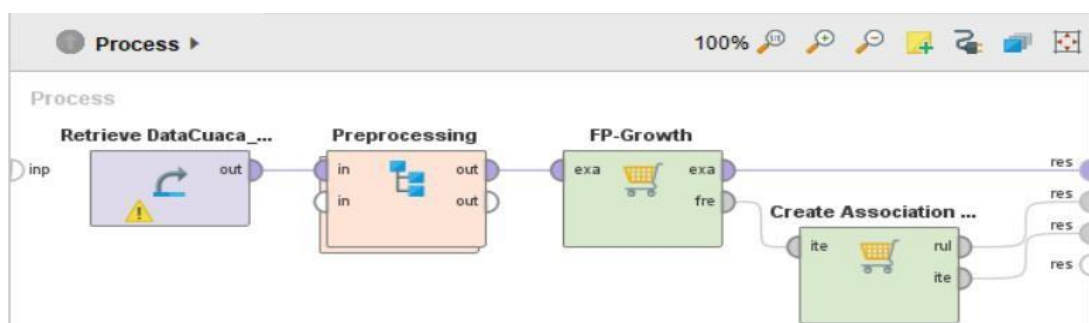 Process
100%
Process
Retrieve DataCuaca_...
Preprocessing
FP-Growth
inp
out
in
out
in
out
exa
exa
fre
res
res
res
res
Create Association ...
ite
rul
ite